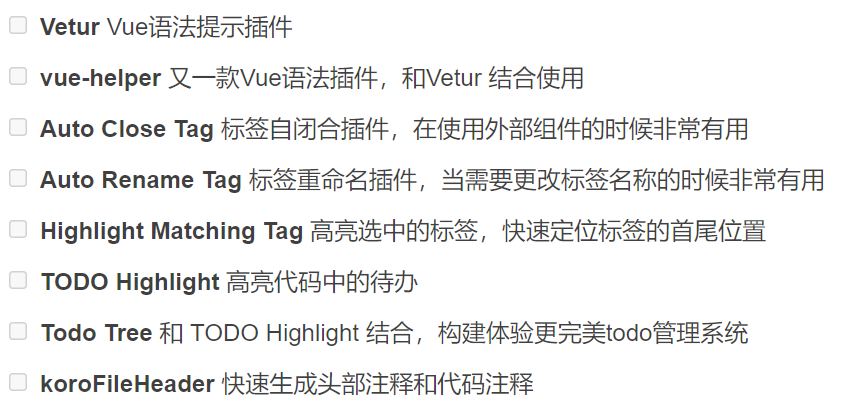 Vetur Vue语法提示插件
vue-helper 又一款Vue语法插件，和Vetur 结合使用
Auto Close Tag 标签自闭合插件，在使用外部组件的时候非常有用
Auto Rename Tag 标签重命名插件，当需要更改标签名称的时候非常有用
Highlight Matching Tag 高亮选中的标签，快速定位标签的首尾位置
TODO Highlight 高亮代码中的待办
Todo Tree 和 TODO Highlight 结合，构建体验更完美todo管理系统
koroFileHeader 快速生成头部注释和代码注释